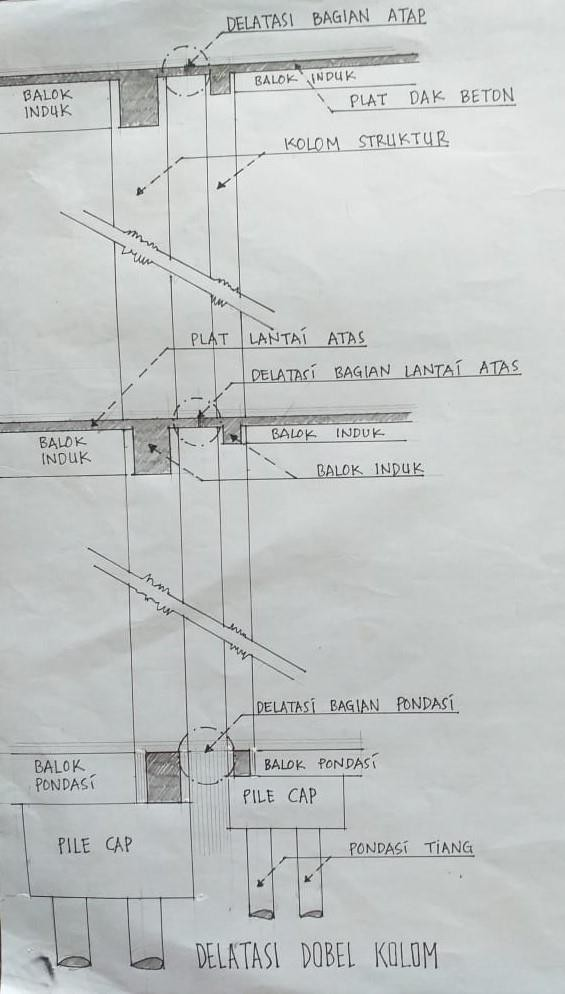 DELATASI BAGIAN ATAP
BALOK INDUK
BALOK
INDUK
PLAT DAK BETON
KOLOM STRUKTUR
PLAT LANTAI ATAS
DELATASI BAGIAN LANTAI ATAS
BALOK INDUK
BALOK
INDUK
BALOK INDUK
DELATASI BAGIAN PONDASI
BALOK
PONDASI
BALOK PONDASI
PILE CAP
PILE CAP
PONDASI TIANG
DELATASI DOBEL KOLOM